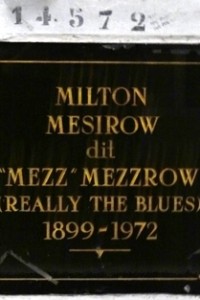 14572
MILTON
MESIROW
dit
"MEZZ" MEZZROW
(REALLY THE BLUES)
1899-1972